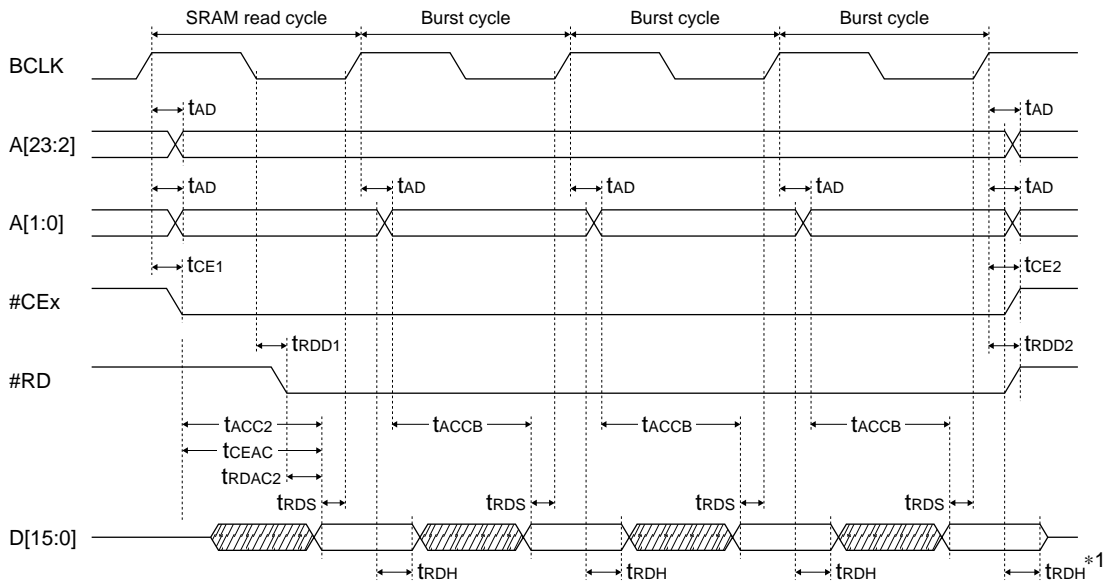 SRAM read cycle Burst cycle Burst cycle Burst cycle
BCLK
tAD tAD
A[23:2]
tAD tAD tAD tAD tAD
A[1:0]
tCE1 tCE2
#CEx
tRDD1 tRDD2
#RD
tACC2 tACCB tACCB tACCB
tCEAC
tRDAC2
tRDS tRDS tRDS tRDS
D[15:0]
tRDH tRDH tRDH tRDH*1